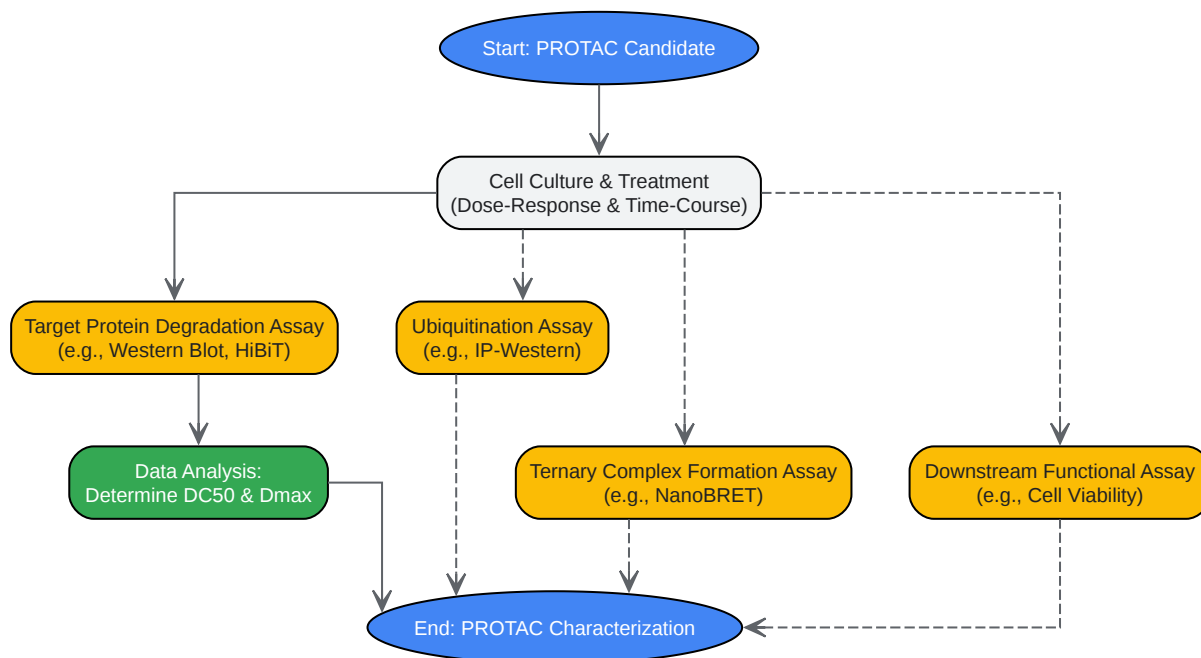 Start: PROTAC Candidate
Cell Culture & Treatment
(Dose-Response & Time-Course)
Target Protein Degradation Assay
(e.g., Western Blot, HiBiT)
Ubiquitination Assay
(e.g., IP-Western)
Data Analysis:
Determine DC50 & Dmax
Ternary Complex Formation Assay
(e.g., NanoBRET)
Downstream Functional Assay
(e.g., Cell Viability)
End: PROTAC Characterization